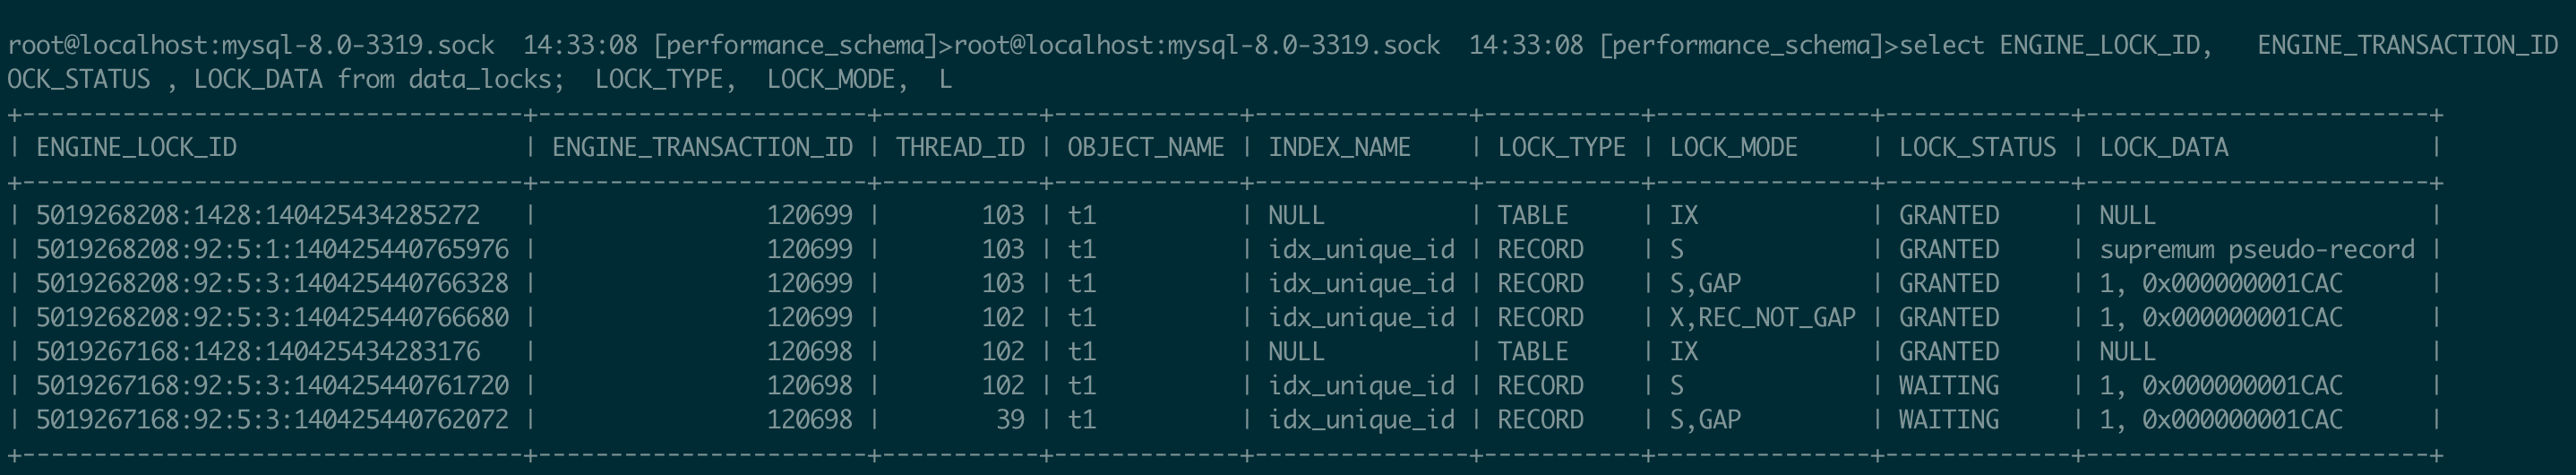 root@localhost:mysql-8.0-3319.sock  14:33:08 [performance_schema]>root@localhost:mysql-8.0-3319.sock  14:33:08 [performance_schema]>select ENGINE_LOCK_ID,   ENGINE_TRANSACTION_ID
OCK_STATUS , LOCK_DATA from data_locks;  LOCK_TYPE,  LOCK_MODE,  L
+-----------------------------------+-----------------------+-----------+-------------+---------------+-----------+---------------+-------------+------------------------+
| ENGINE_LOCK_ID                    | ENGINE_TRANSACTION_ID | THREAD_ID | OBJECT_NAME | INDEX_NAME    | LOCK_TYPE | LOCK_MODE     | LOCK_STATUS | LOCK_DATA              |
+-----------------------------------+-----------------------+-----------+-------------+---------------+-----------+---------------+-------------+------------------------+
| 5019268208:1428:140425434285272   |                120699 |       103 | t1          | NULL          | TABLE     | IX            | GRANTED     | NULL                   |
| 5019268208:92:5:1:140425440765976 |                120699 |       103 | t1          | idx_unique_id | RECORD    | S             | GRANTED     | supremum pseudo-record |
| 5019268208:92:5:3:140425440766328 |                120699 |       103 | t1          | idx_unique_id | RECORD    | S,GAP         | GRANTED     | 1, 0x000000001CAC      |
| 5019268208:92:5:3:140425440766680 |                120699 |       102 | t1          | idx_unique_id | RECORD    | X,REC_NOT_GAP | GRANTED     | 1, 0x000000001CAC      |
| 5019267168:1428:140425434283176   |                120698 |       102 | t1          | NULL          | TABLE     | IX            | GRANTED     | NULL                   |
| 5019267168:92:5:3:140425440761720 |                120698 |       102 | t1          | idx_unique_id | RECORD    | S             | WAITING     | 1, 0x000000001CAC      |
| 5019267168:92:5:3:140425440762072 |                120698 |        39 | t1          | idx_unique_id | RECORD    | S,GAP         | WAITING     | 1, 0x000000001CAC      |
+-----------------------------------+-----------------------+-----------+-------------+---------------+-----------+---------------+-------------+------------------------+